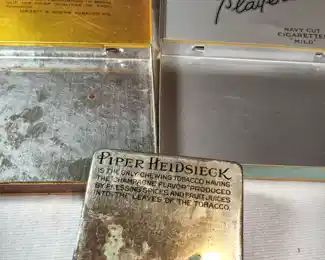 Player
NAVY CUT
CIGARETTES
"MILD"
PIPER HEIDSIECK
IS THE ONLY CHEWING TOBACCO HAVING
THE "CHAMPAGNE FLAVOR" PRODUCED
BY PRESSING SPICES AND FRUIT JUICES
INTO THE LEAVES OF THE TOBACCO.